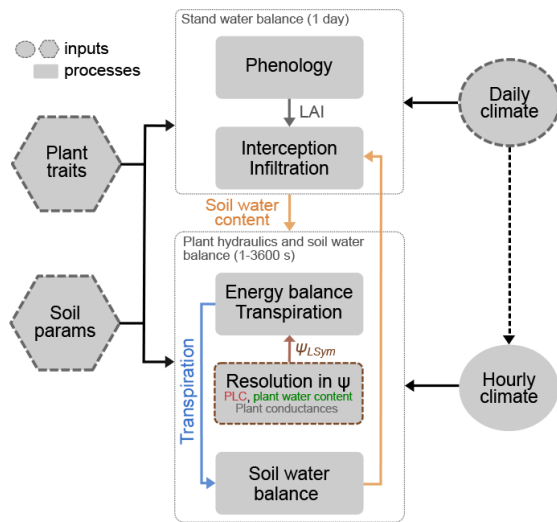 Stand water balance (1 day)
inputs
processes
Phenology
LAI
Interception
Infiltration
Daily
climate
Plant
traits
Soil water
content
Plant hydraulics and soil water
balance (1-3600 s)
Energy balance
Transpiration
Soil
params
Transpiration
ψLSym
Resolution in ψ
PLC, plant water content
Plant conductances
Hourly
climate
Soil water
balance